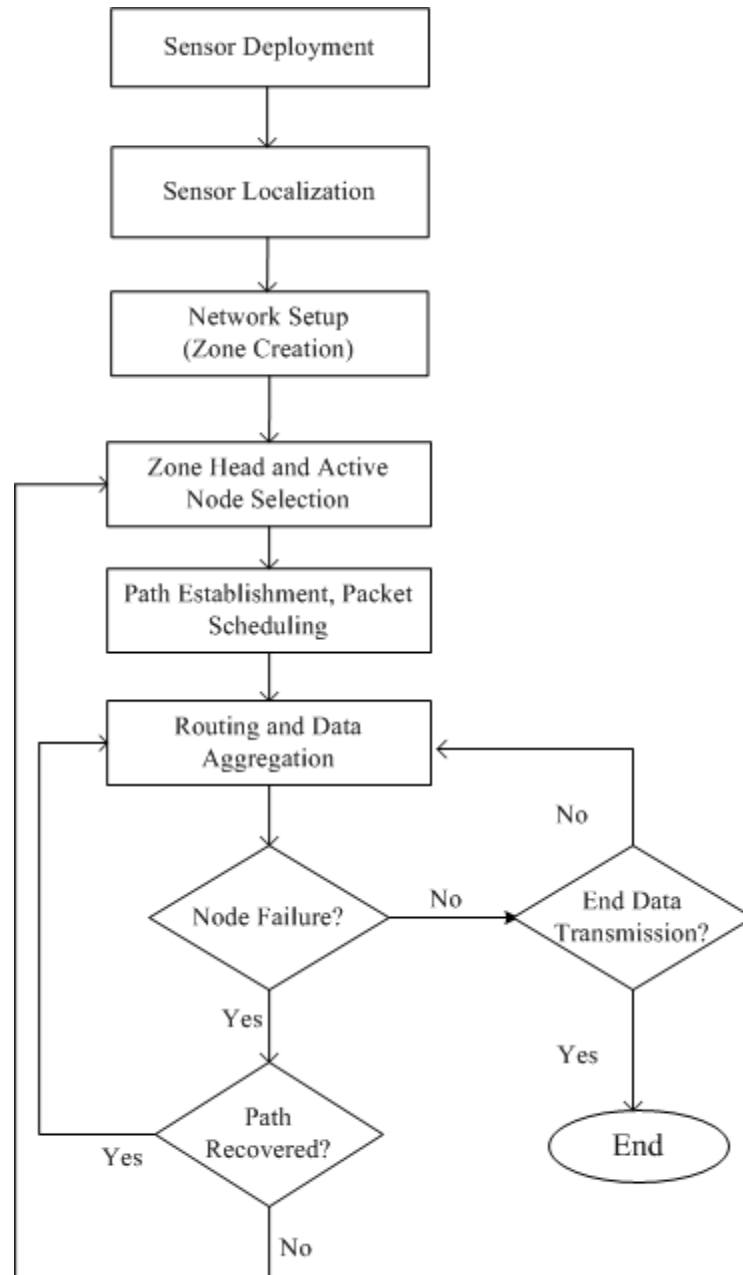 Sensor Deployment
Sensor Localization
Network Setup
(Zone Creation)
Zone Head and Active
Node Selection
Path Establishment, Packet
Scheduling
Routing and Data
Aggregation
No
Node Failure?
No
End Data
Transmission?
Yes
Yes
Path
Recovered?
Yes
End
No